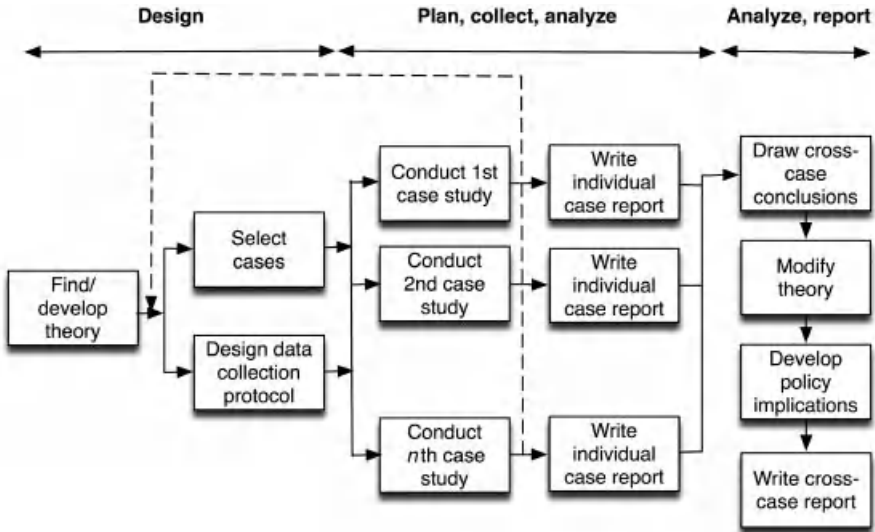 Design
Plan, collect, analyze
Analyze, report
Find/
develop
theory
Select
cases
Design data
collection
protocol
Conduct 1st
case study
Conduct
2nd case
study
Conduct
nth case
study
Write
individual
case report
Write
individual
case report
Write
individual
case report
Draw cross-
case
conclusions
Modify
theory
Develop
policy
implications
Write cross-
case report